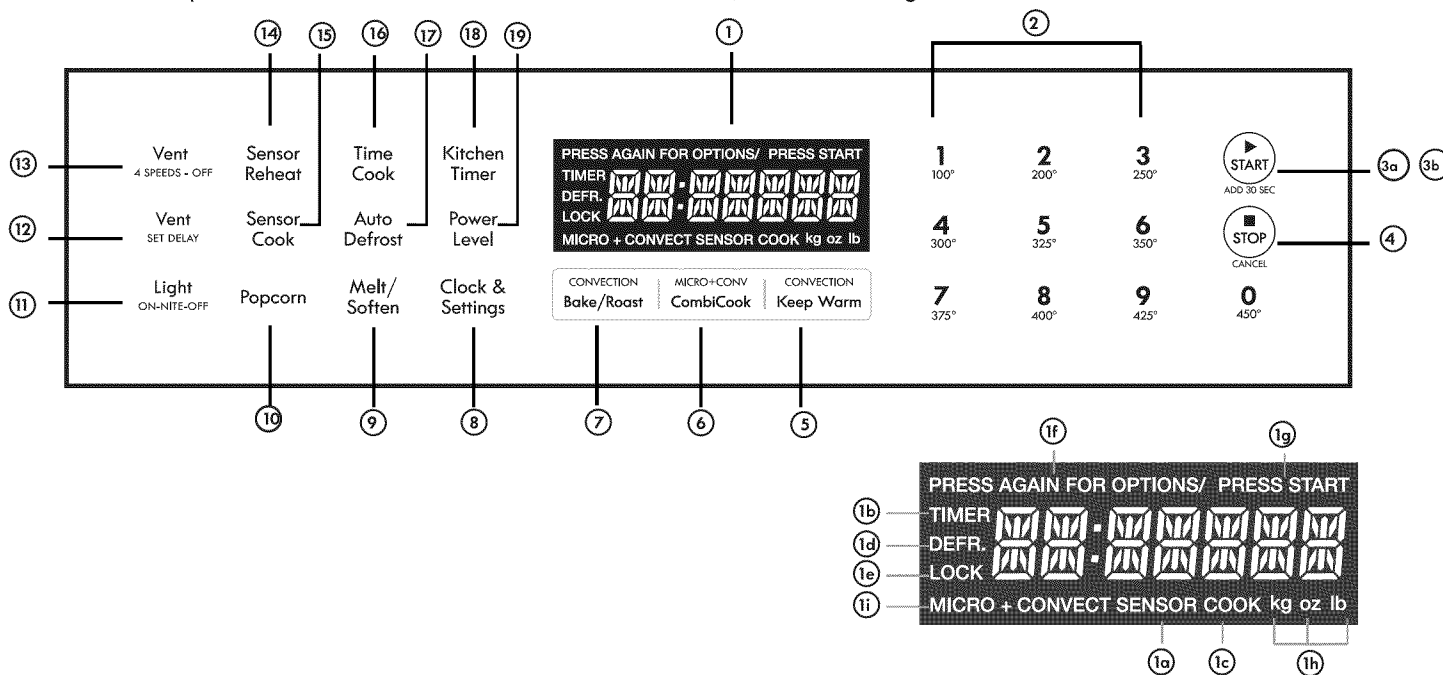 14
15
16
17
18
19
1
2
13
Vent
4 SPEEDS - OFF
Sensor
Reheat
Time
Cook
Kitchen
Timer
12
Vent
SET DELAY
Sensor
Cook
Auto
Defrost
Power
Level
11
Light
ON-NITE-OFF
Popcorn
Melt/
Soften
Clock &
Settings
PRESS AGAIN FOR OPTIONS/ PRESS START
TIMER
DEFR.
LOCK
MICRO + CONVECT SENSOR COOK kg oz lb
CONVECTION
Bake/Roast
MICRO+CONV
CombiCook
CONVECTION
Keep Warm
1 2 3
100° 200° 250°
START
ADD 30 SEC
3a 3b
4 5 6
300° 325° 350°
STOP
CANCEL
4
7 8 9 0
375° 400° 425° 450°
10
9
8
7
6
5
1f
1g
PRESS AGAIN FOR OPTIONS/ PRESS START
1b
TIMER
1d
DEFR.
1e
LOCK
1i
MICRO + CONVECT SENSOR COOK kg oz lb
1a
1c
1h